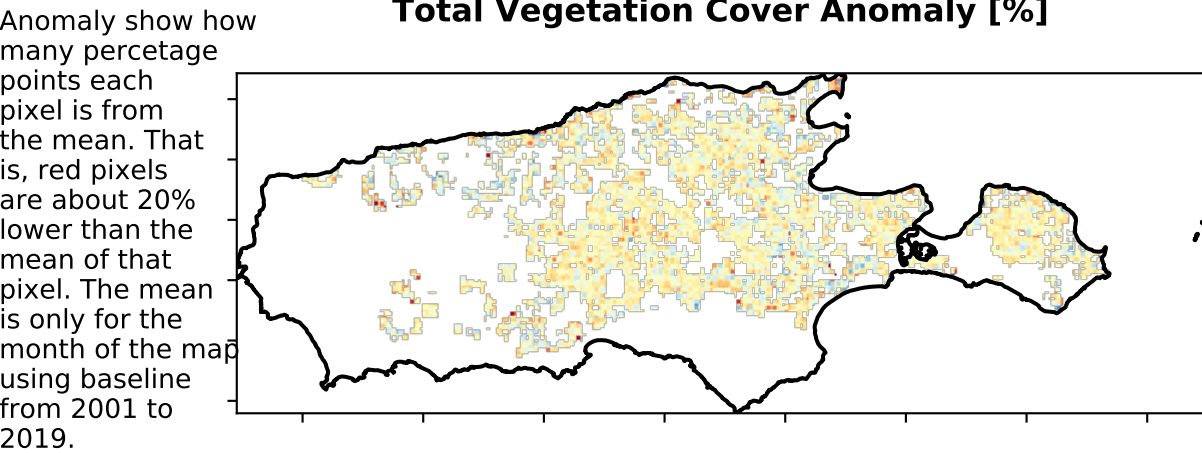 Total Vegetation Cover Anomaly [%]
Anomaly show how
many percetage
points each
pixel is from
the mean. That
is, red pixels
are about 20%
lower than the
mean of that
pixel. The mean
is only for the
month of the map
using baseline
from 2001 to
2019.